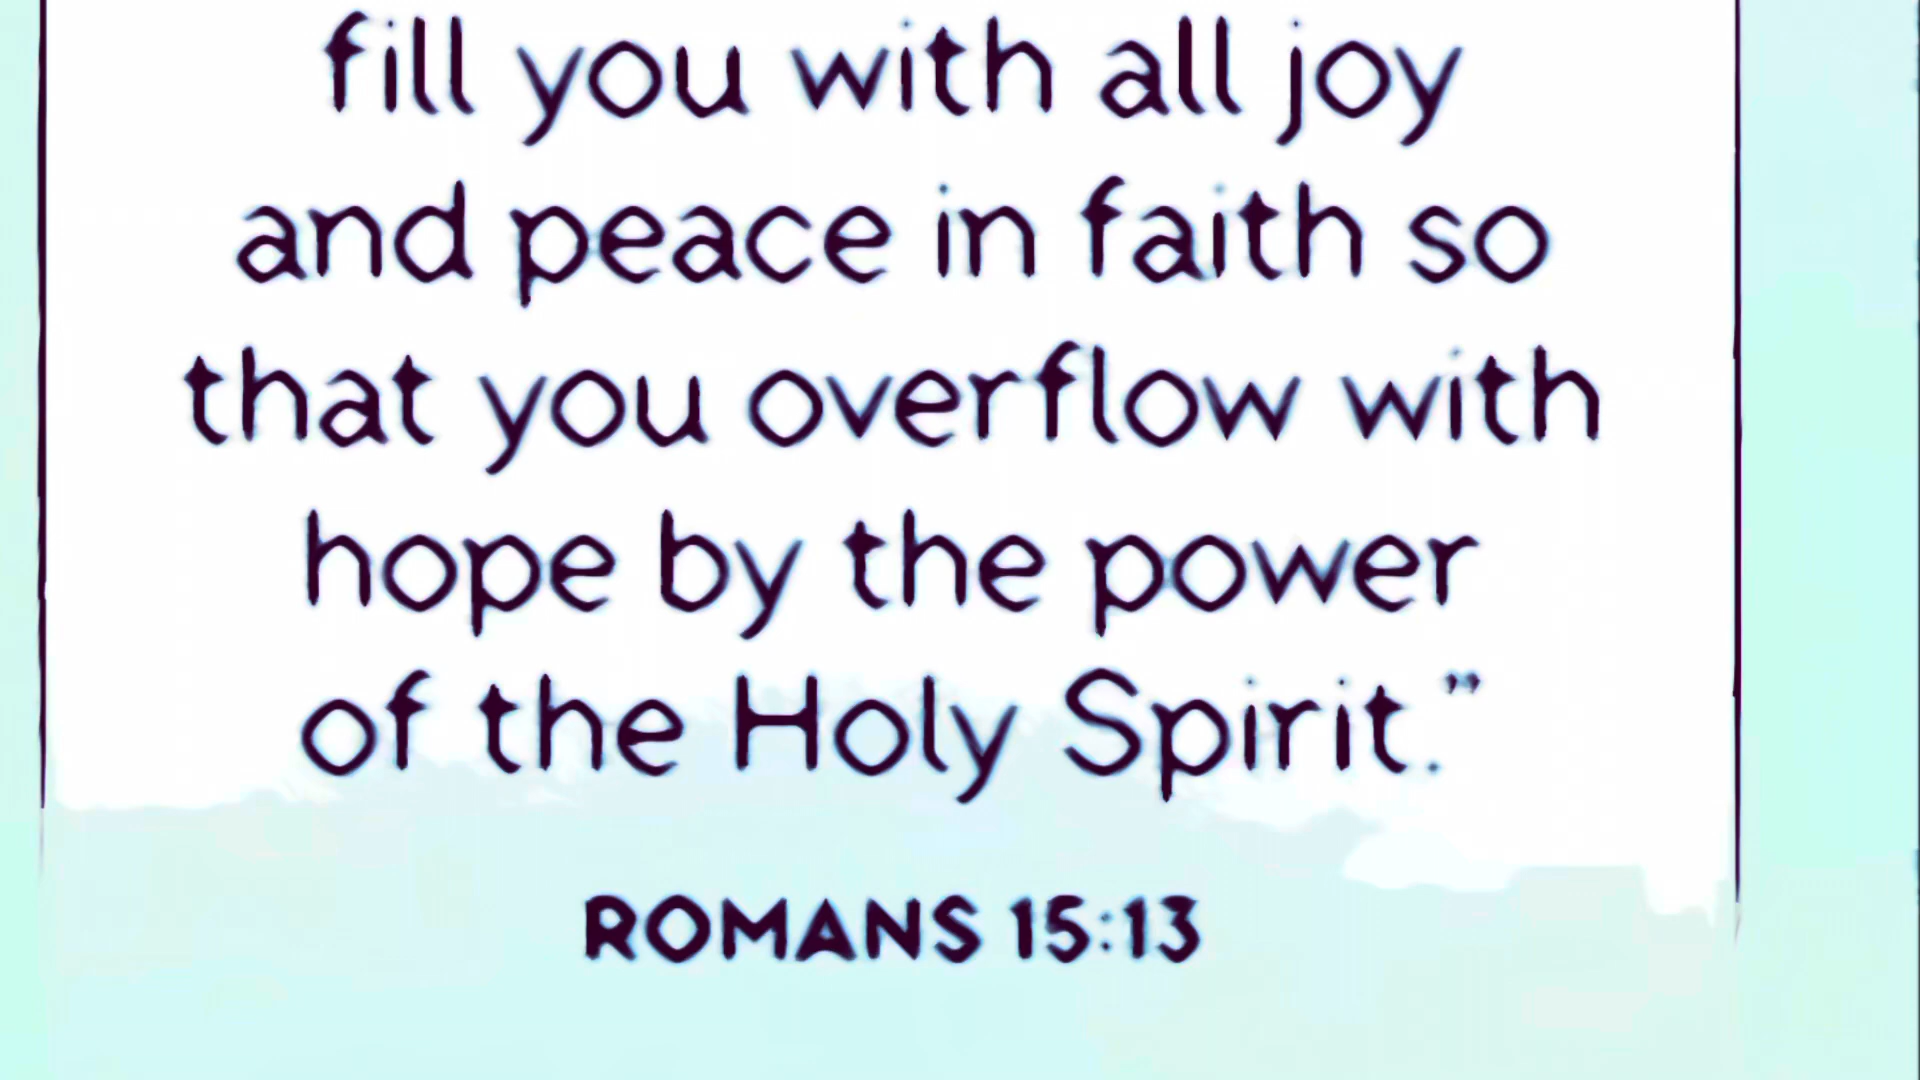 fill you with all joy
and peace in faith so
that you overflow with
hope by the power
of the Holy Spirit.”
ROMANS 15:13